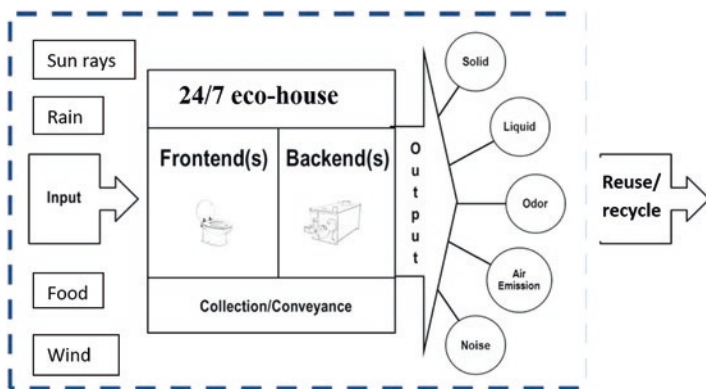 Sun rays
Rain
Input
Food
Wind
24/7 eco-house
Frontend(s)
Backend(s)
Collection/Conveyance
Output
Solid
Liquid
Odor
Air
Emission
Noise
Reuse/
recycle